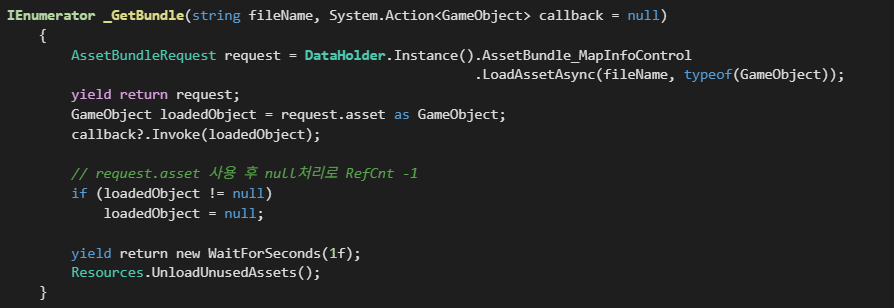 IEnumerator _GetBundle(string fileName, System.Action<GameObject> callback = null)
{
AssetBundleRequest request = DataHolder.Instance().AssetBundle_MapInfoControl
.LoadAssetAsync(fileName, typeof(GameObject));
yield return request;
GameObject loadedObject = request.asset as GameObject;
callback?.Invoke(loadedObject);
// request.asset 사용 후 null처리로 RefCnt -1
if (loadedObject != null)
loadedObject = null;
yield return new WaitForSeconds(1f);
Resources.UnloadUnusedAssets();
}